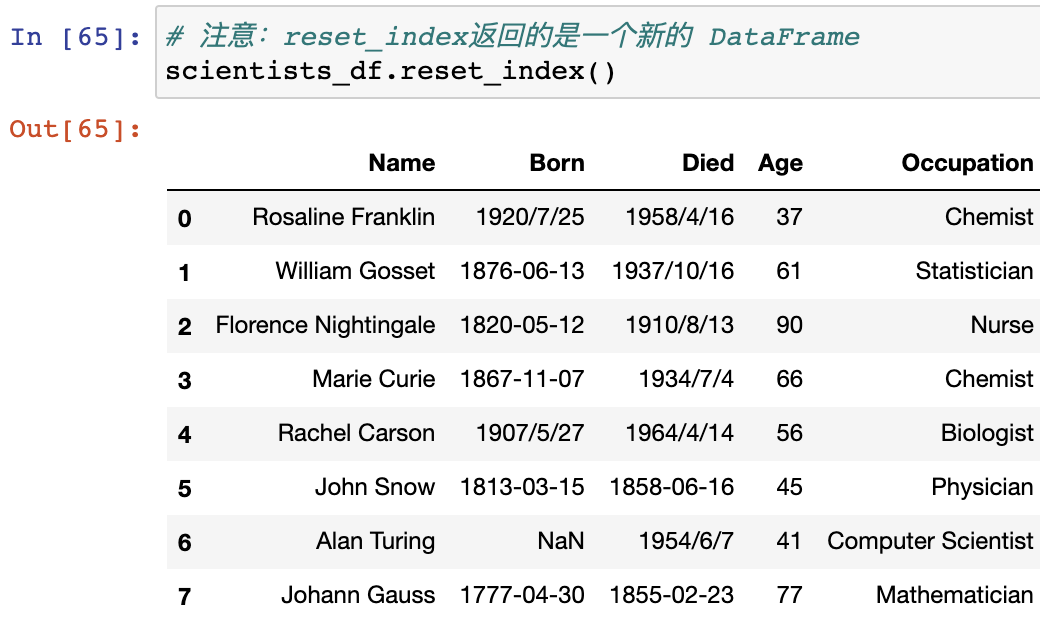 In [65]: # 注意：reset_index返回的是一个新的 DataFrame
scientists_df.reset_index()
Out[65]:
Name Born Died Age Occupation
0 Rosaline Franklin 1920/7/25 1958/4/16 37 Chemist
1 William Gosset 1876-06-13 1937/10/16 61 Statistician
2 Florence Nightingale 1820-05-12 1910/8/13 90 Nurse
3 Marie Curie 1867-11-07 1934/7/4 66 Chemist
4 Rachel Carson 1907/5/27 1964/4/14 56 Biologist
5 John Snow 1813-03-15 1858-06-16 45 Physician
6 Alan Turing NaN 1954/6/7 41 Computer Scientist
7 Johann Gauss 1777-04-30 1855-02-23 77 Mathematician